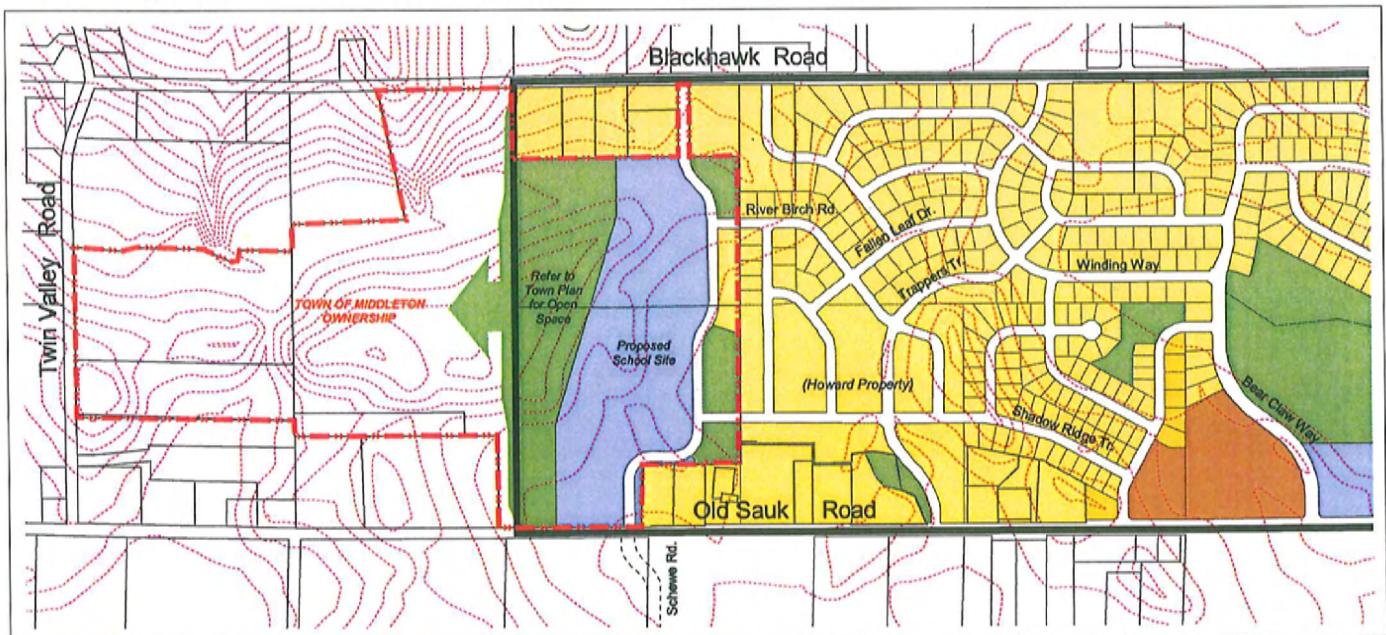 Blackhawk Road
Twin Valley Road
River Birch Rd.
Fallen Leaf Dr.
Trappers Tr.
Winding Way
Refer to
Town Plan
for Open
Space
TOWN OF MIDDLETON
OWNERSHIP
Proposed
School Site
(Howard Property)
Shadow Ridge Tr.
Bear Claw Way
Old Sauk Road
Schewe Rd.